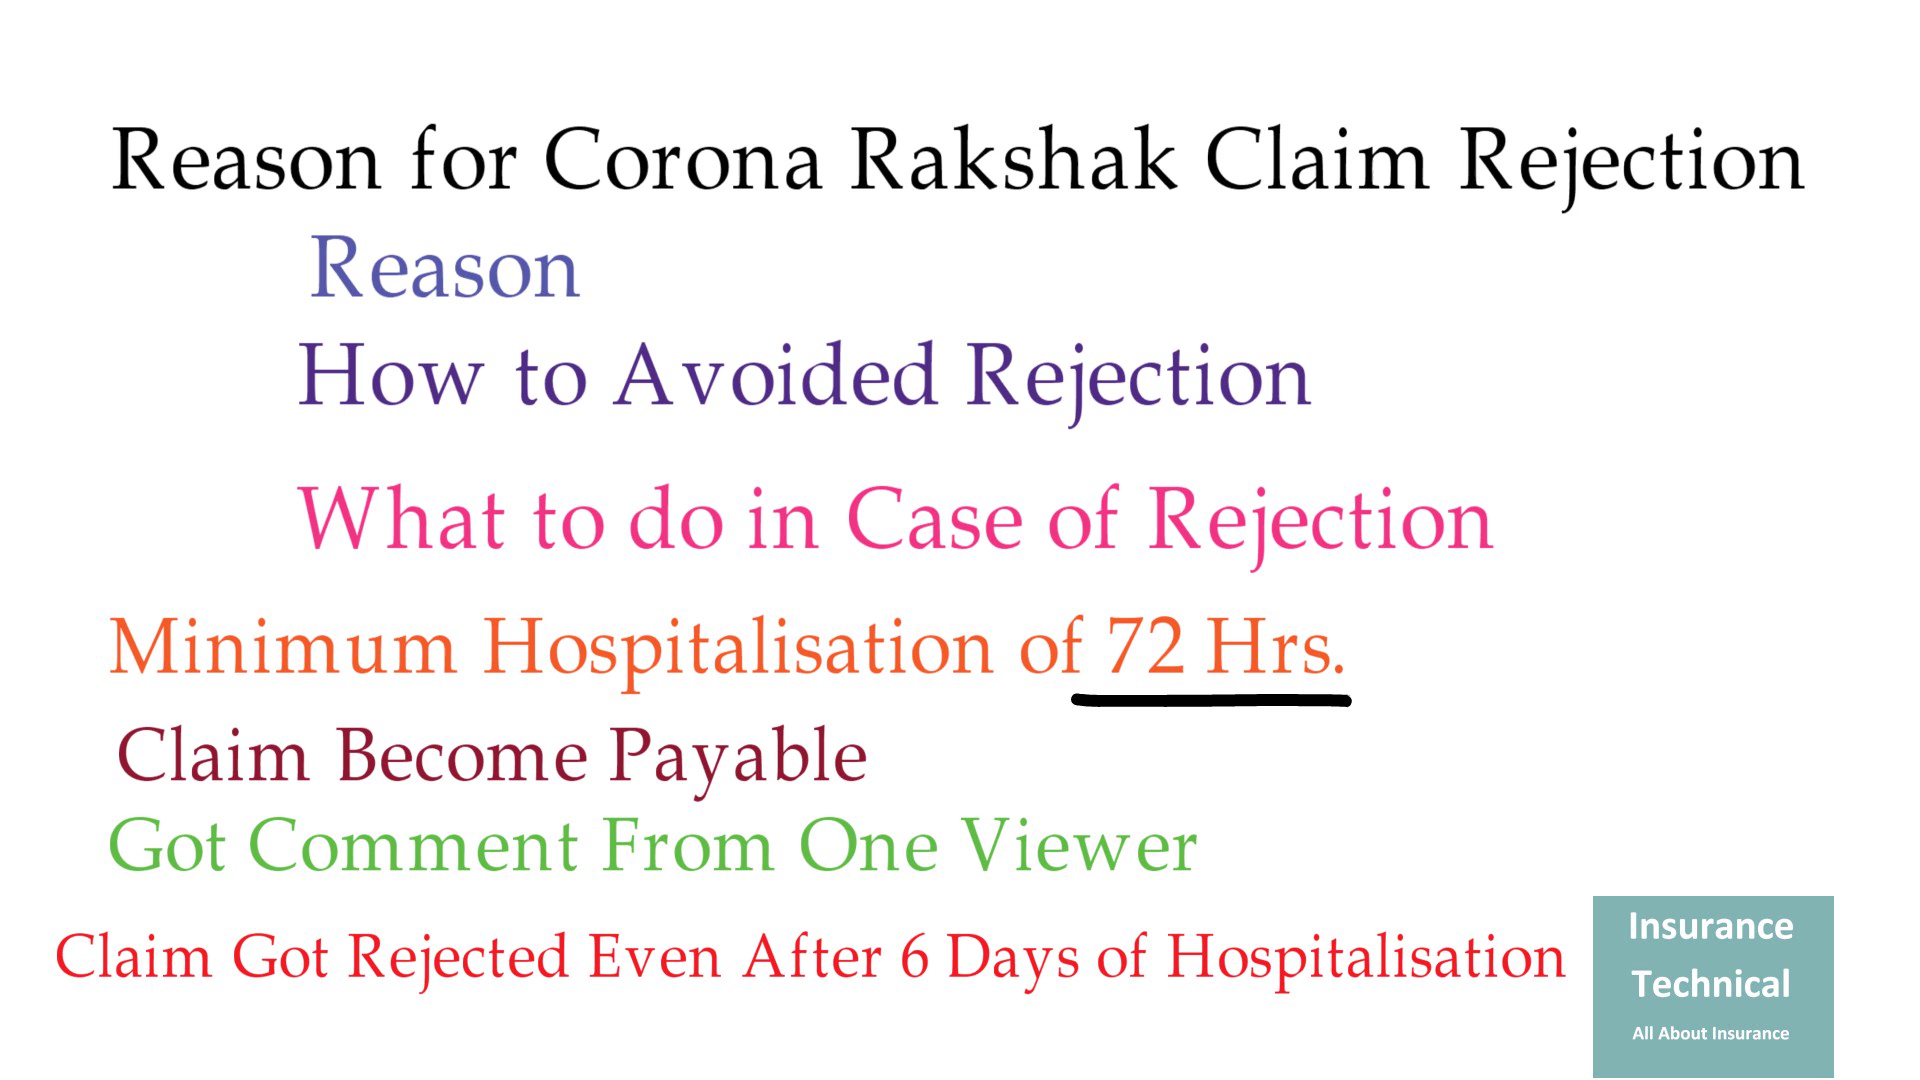 Reason for Corona Rakshak Claim Rejection
Reason
How to Avoided Rejection
What to do in Case of Rejection
Minimum Hospitalisation of 72 Hrs.
Claim Become Payable
Got Comment From One Viewer
Claim Got Rejected Even After 6 Days of Hospitalisation
Insurance
Technical
All About Insurance